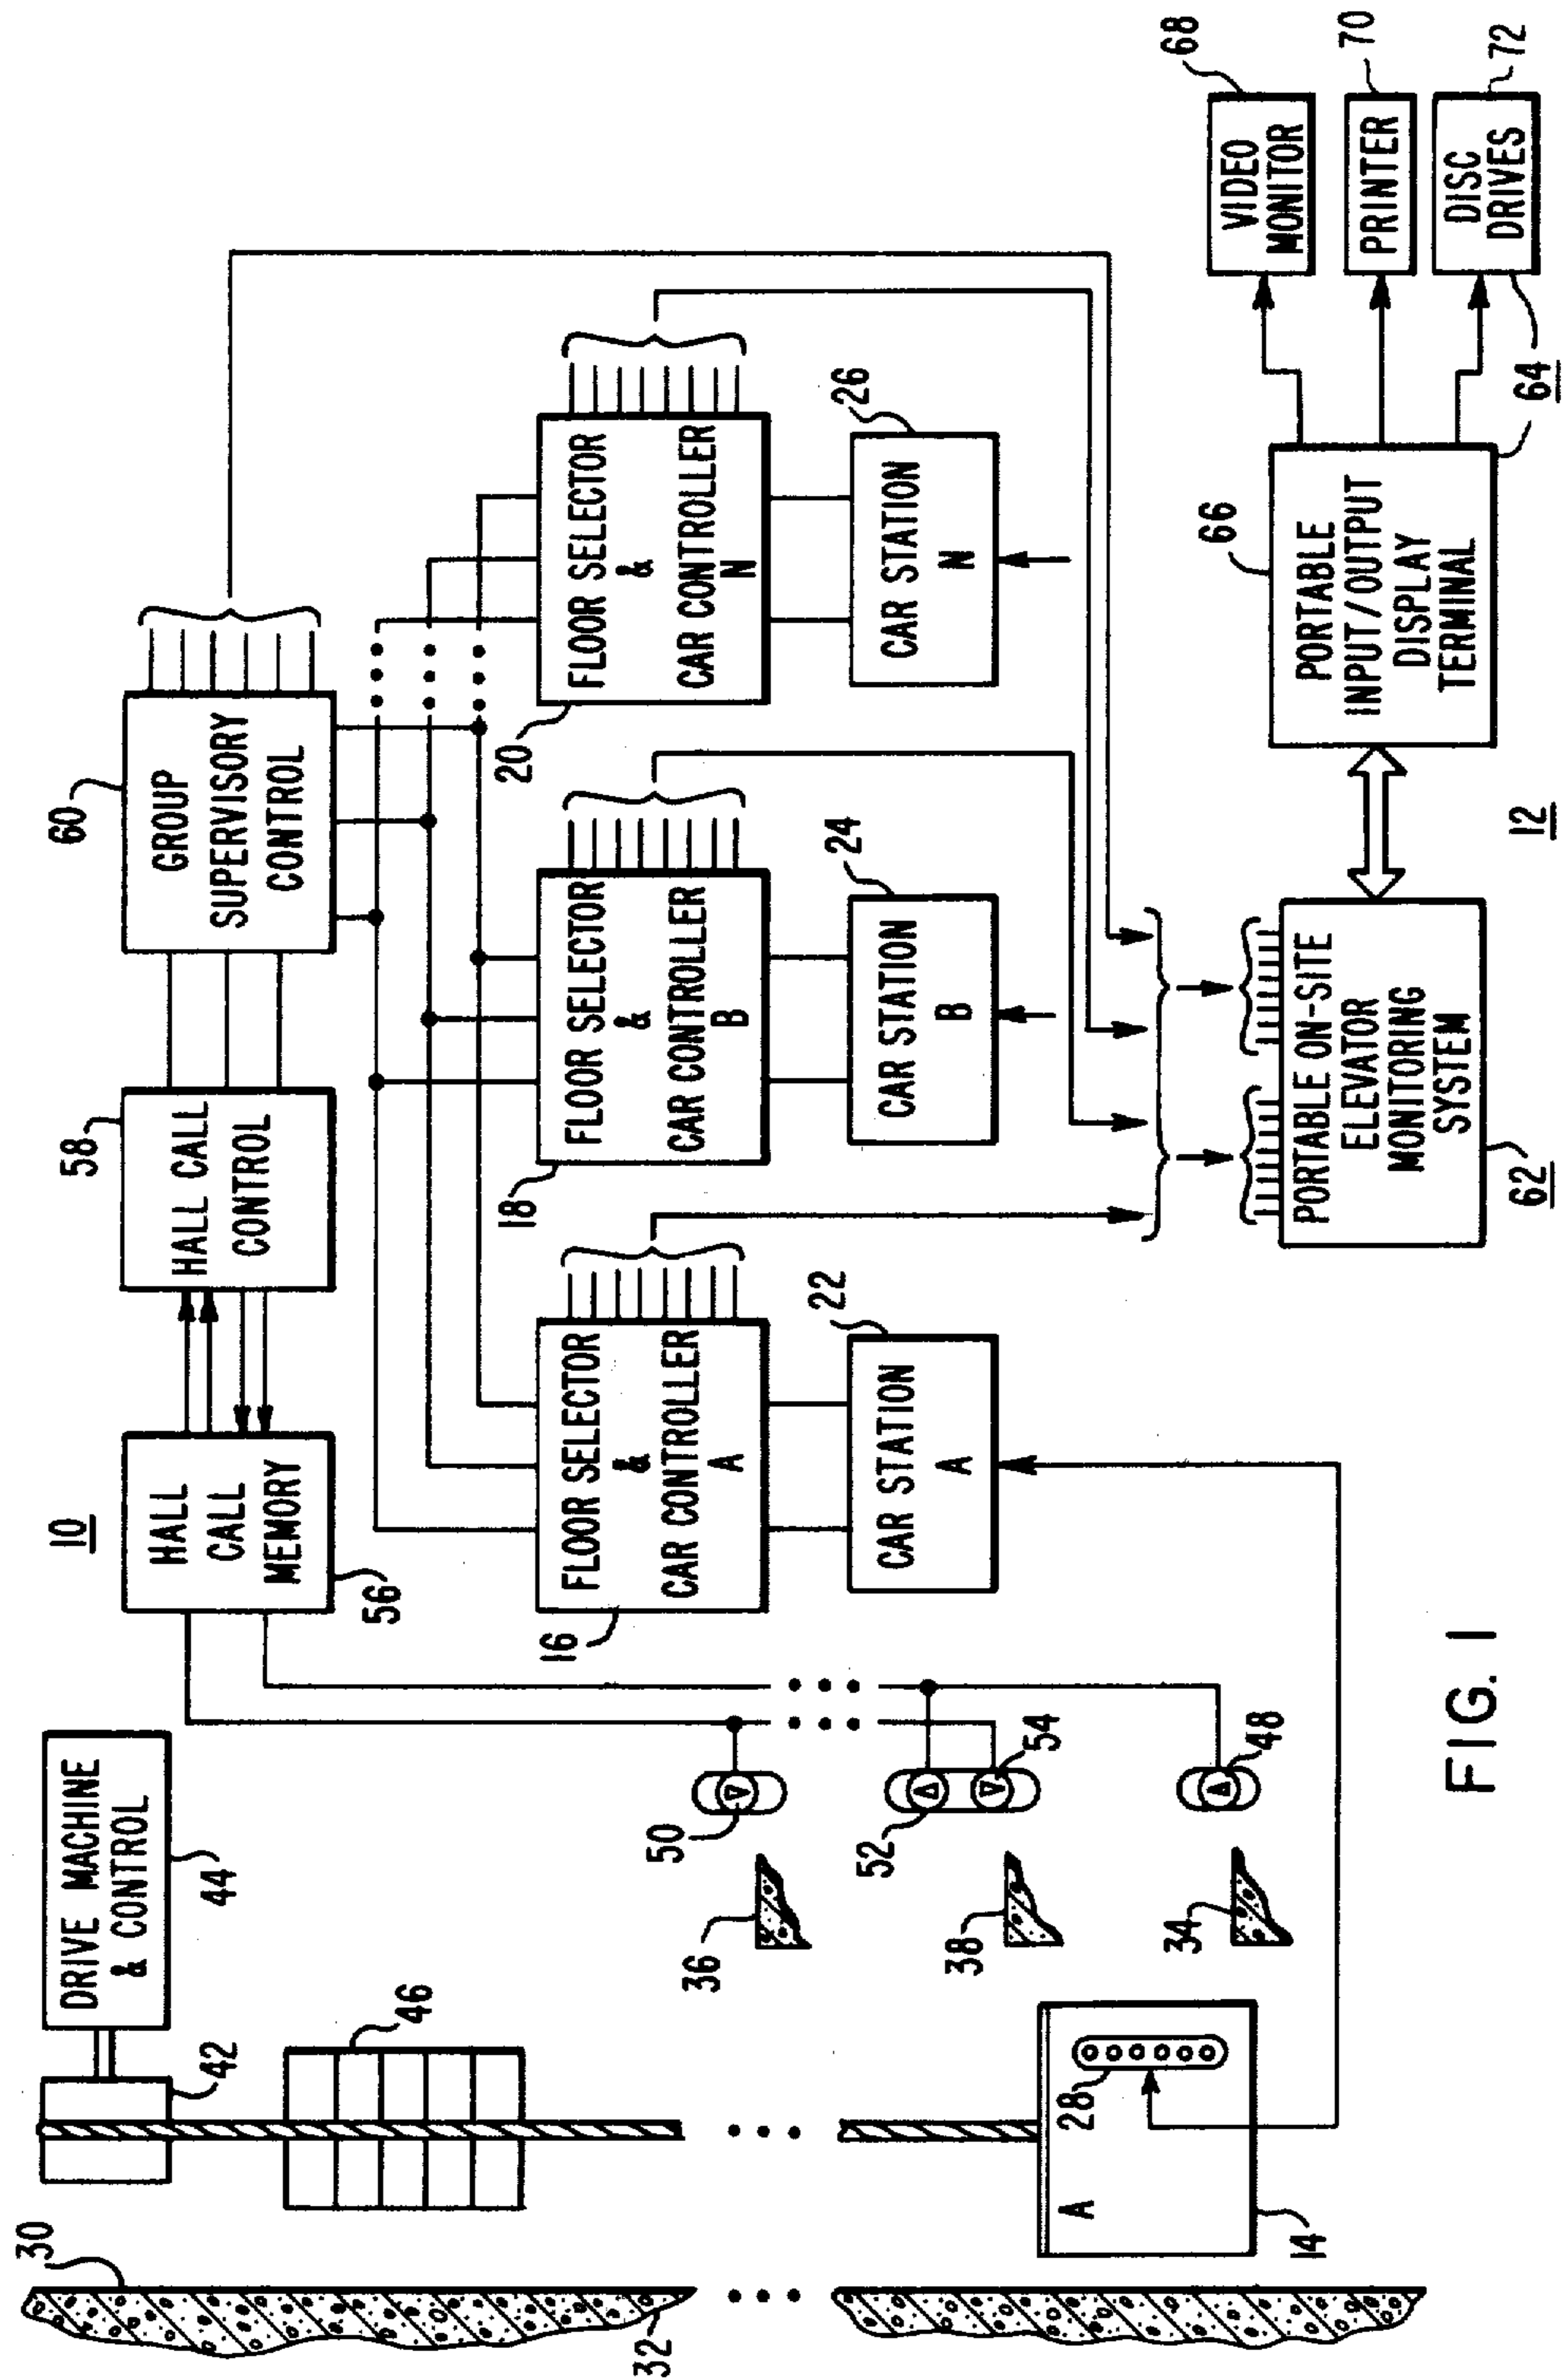 30
32
42
DRIVE MACHINE
& CONTROL
44
46
A
28
14
36
38
34
50
52
54
48
10
HALL
CALL
MEMORY
56
58
HALL CALL
CONTROL
60
GROUP
SUPERVISORY
CONTROL
16
FLOOR SELECTOR
&
CAR CONTROLLER
A
22
CAR STATION
A
18
FLOOR SELECTOR
&
CAR CONTROLLER
B
24
CAR STATION
B
20
FLOOR SELECTOR
&
CAR CONTROLLER
N
26
CAR STATION
N
PORTABLE ON-SITE
ELEVATOR
MONITORING
SYSTEM
62
12
66
PORTABLE
INPUT/OUTPUT
DISPLAY
TERMINAL
64
VIDEO
MONITOR
68
PRINTER
70
DISC
DRIVES
72
FIG. 1